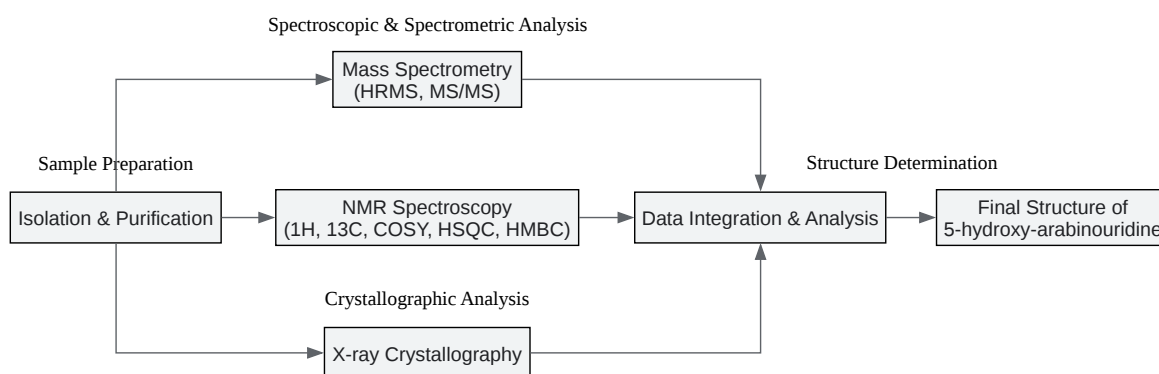 Spectroscopic & Spectrometric Analysis
Mass Spectrometry
(HRMS, MS/MS)
Sample Preparation
Structure Determination
Isolation & Purification
NMR Spectroscopy
(1H, 13C, COSY, HSQC, HMBC)
Data Integration & Analysis
Final Structure of
5-hydroxy-arabinouridine
Crystallographic Analysis
X-ray Crystallography